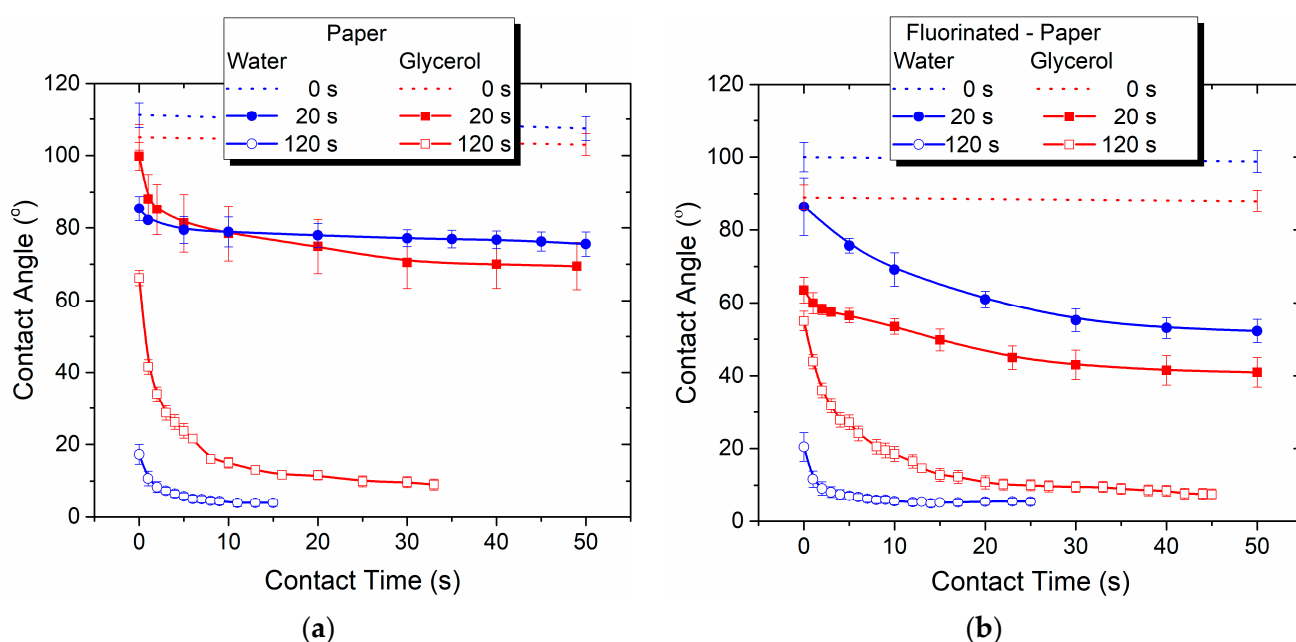 Paper
Water Glycerol
0 s 0 s
20 s 20 s
120 s 120 s
120
100
80
60
40
20
0
Contact Angle (°)
0 10 20 30 40 50
Contact Time (s)
(a)
Fluorinated - Paper
Water Glycerol
0 s 0 s
20 s 20 s
120 s 120 s
120
100
80
60
40
20
0
Contact Angle (º)
0 10 20 30 40 50
Contact Time (s)
(b)